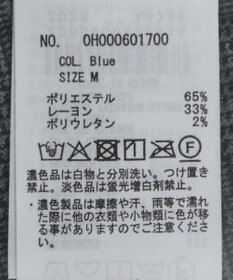 NO. 0H000601700
COL. Blue
SIZE M
ポリエステル 65%
レーヨン 33%
ポリウレタン 2%
濃色品は白物と分別洗い。つけ置き
禁止。淡色品は蛍光増白剤禁止。
・濃色製品は摩擦や汗、雨等で濡れ
た際に他の衣類や小物類に色が移
る事がありますのでご注意下さ
い。